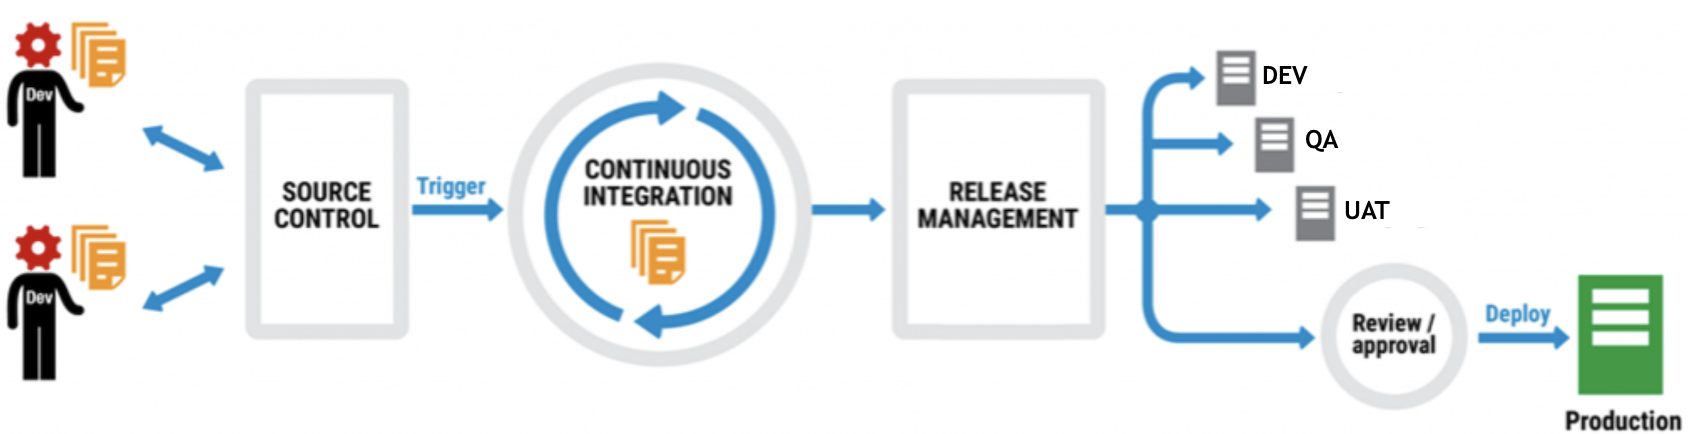 Dev
Dev
SOURCE
CONTROL
Trigger
CONTINUOUS
INTEGRATION
RELEASE
MANAGEMENT
DEV
QA
UAT
Review /
approval
Deploy
Production